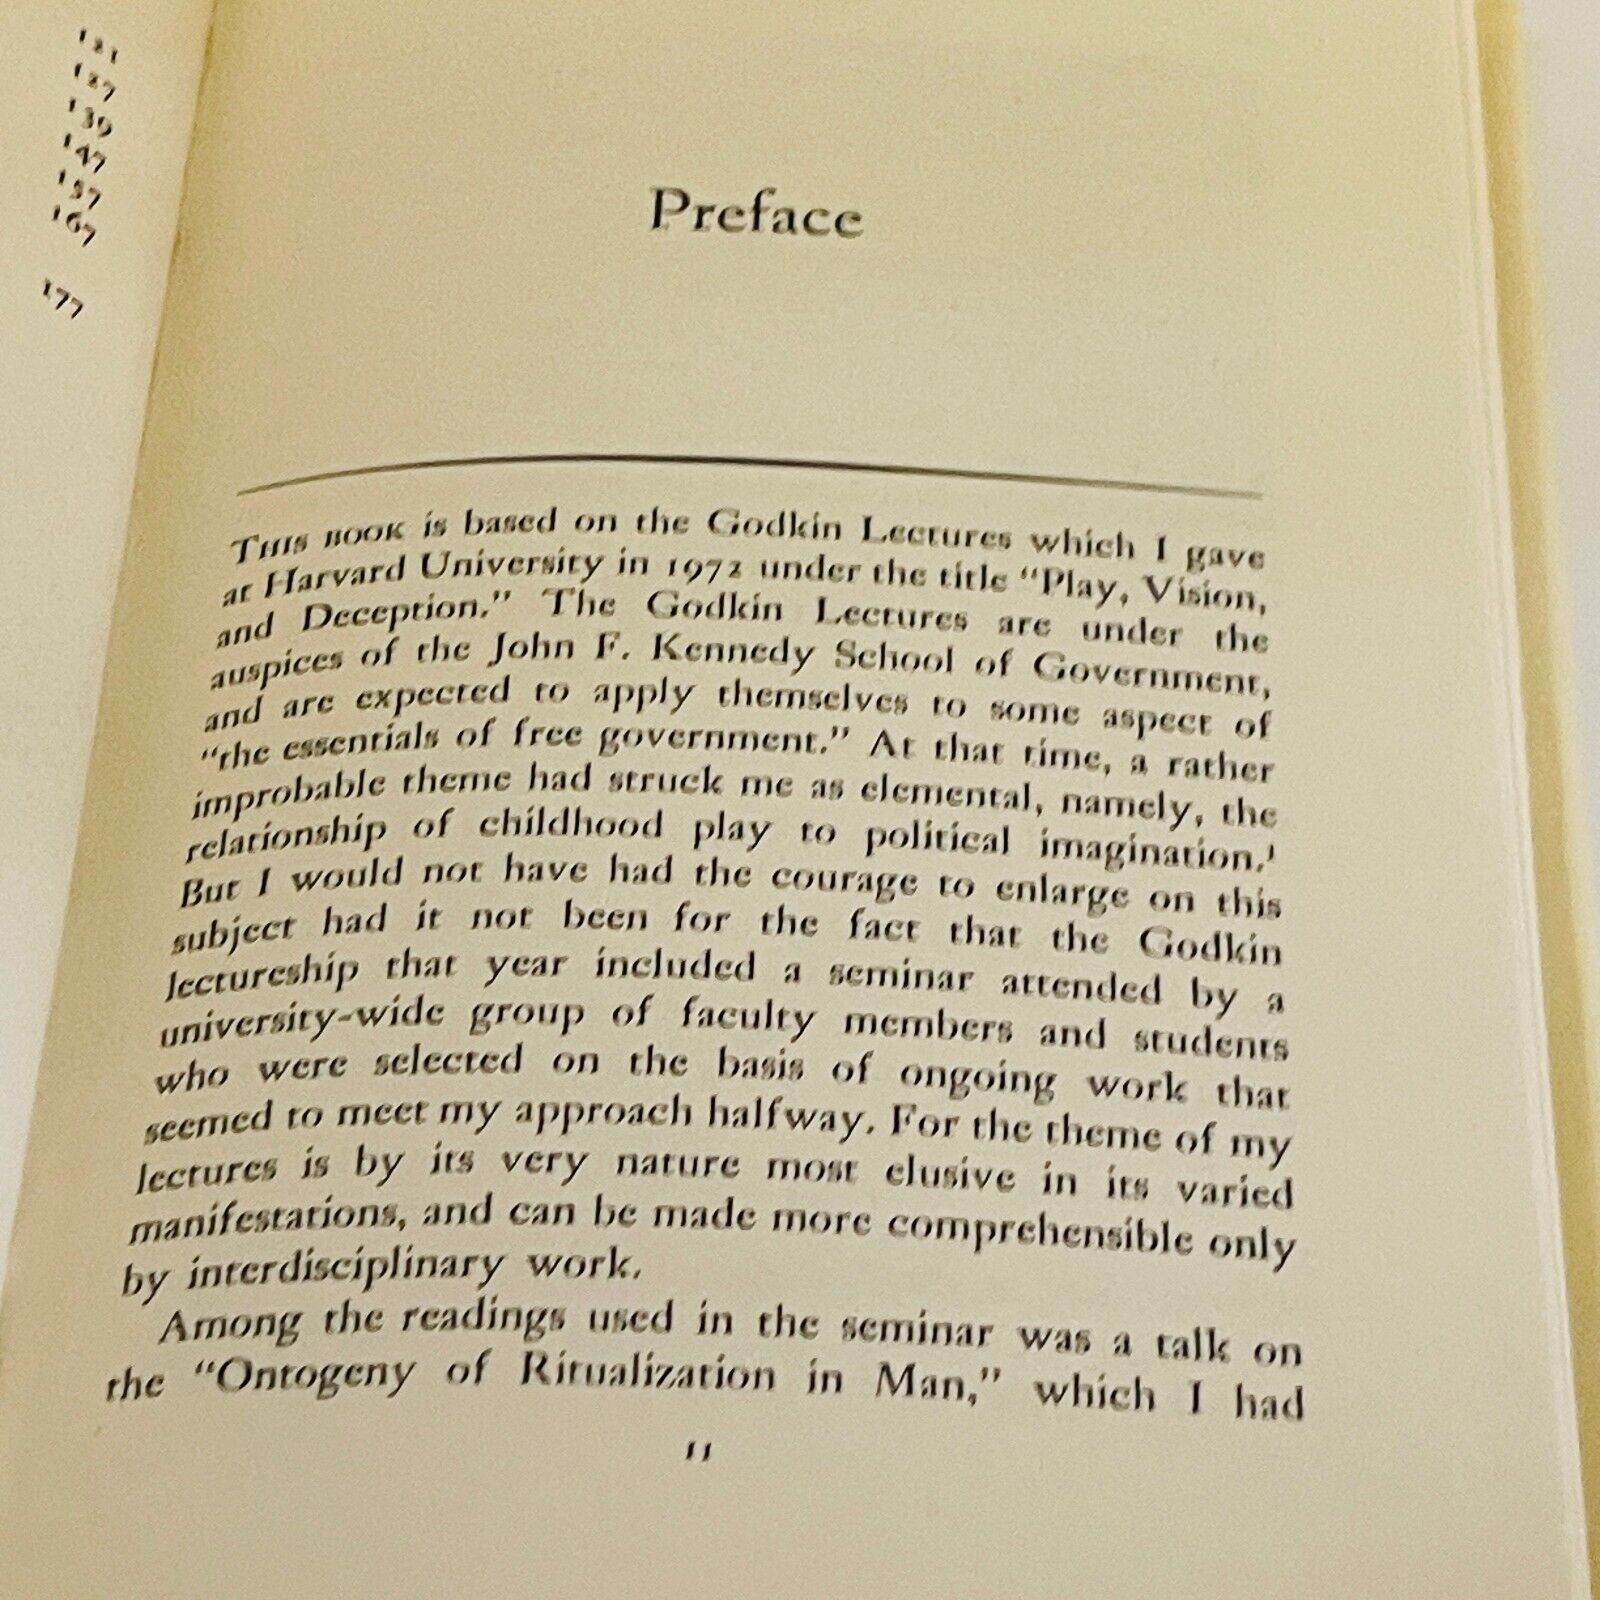 121
127
139
147
157
167
177
Preface
THIS BOOK is based on the Godkin Lectures which I gave
at Harvard University in 1972 under the title "Play, Vision,
and Deception." The Godkin Lectures are under the
auspices of the John F. Kennedy School of Government,
and are expected to apply themselves to some aspect of
"the essentials of free government." At that time, a rather
improbable theme had struck me as elemental, namely, the
relationship of childhood play to political imagination.¹
But I would not have had the courage to enlarge on this
subject had it not been for the fact that the Godkin
lectureship that year included a seminar attended by a
university-wide group of faculty members and students
who were selected on the basis of ongoing work that
seemed to meet my approach halfway. For the theme of my
lectures is by its very nature most elusive in its varied
manifestations, and can be made more comprehensible only
by interdisciplinary work.
Among the readings used in the seminar was a talk on
the "Ontogeny of Ritualization in Man," which I had
11